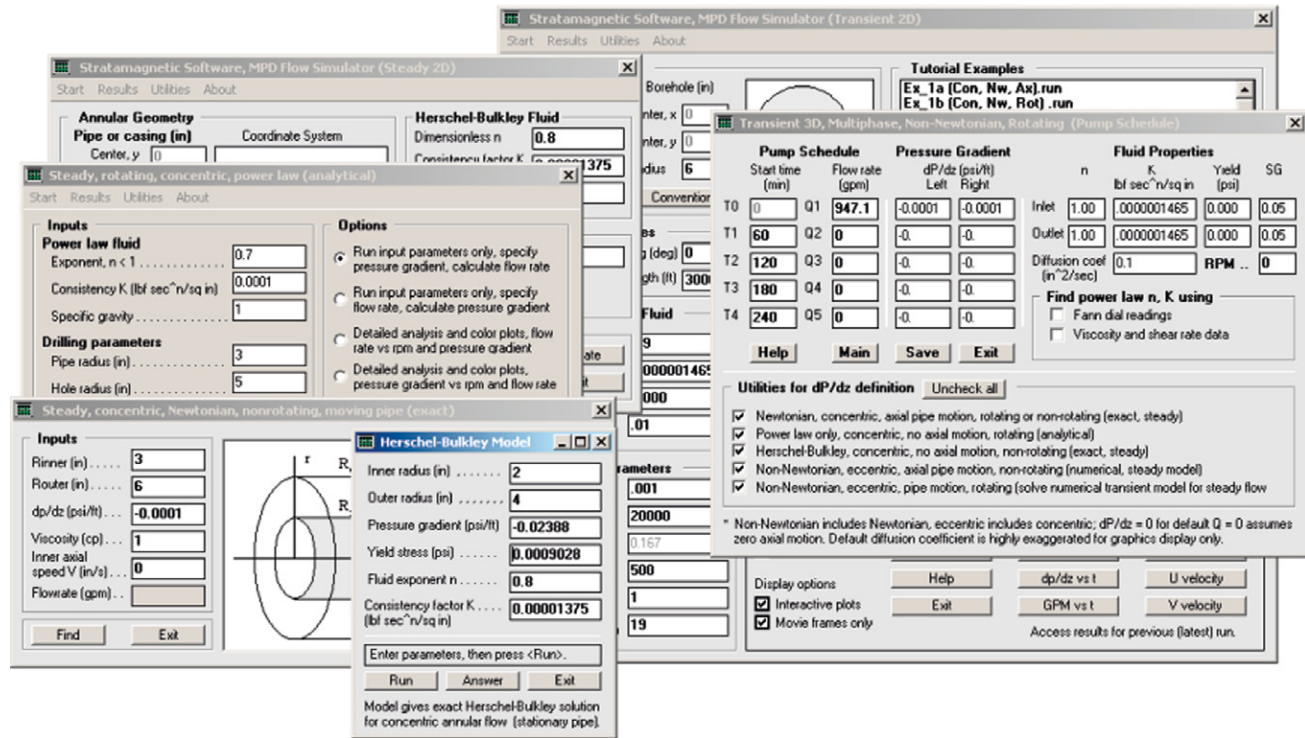 Stratamagnetic Software, MPD Flow Simulator (Transient 2D)
Start Results Utilities About
Borehole (in)
Tutorial Examples
Ex_1a (Con, Nw, Ax).run
Ex_1b (Con, Nw, Rot) .run
nter, x 0
nter, y 0
dius 6
Convention
g (deg) 0
gth (ft) 3000
Fluid
9
000001465
000
.01
rameters
.001
20000
0.167
500
1
19
Display options
Interactive plots
Movie frames only
Help
dp/dz vs t
U velocity
Exit
GPM vs t
V velocity
Access results for previous (latest) run.
Stratamagnetic Software, MPD Flow Simulator (Steady 2D)
Start Results Utilities About
Annular Geometry
Pipe or casing (in)
Coordinate System
Center, y 0
Herschel-Bulkley Fluid
Dimensionless n 0.8
Consistency factor K 0.00001375
Steady, rotating, concentric, power law (analytical)
Start Results Utilities About
Inputs
Power law fluid
Exponent, n < 1 . . . . . . . . . . . . 0.7
Consistency K (lbf sec^n/sq in) 0.0001
Specific gravity . . . . . . . . . . . . . 1
Drilling parameters
Pipe radius (in) . . . . . . . . . . . . . 3
Hole radius (in) . . . . . . . . . . . . . 5
Options
Run input parameters only, specify
pressure gradient, calculate flow rate
Run input parameters only, specify
flow rate, calculate pressure gradient
Detailed analysis and color plots, flow
rate vs rpm and pressure gradient
Detailed analysis and color plots,
pressure gradient vs rpm and flow rate
Transient 3D, Multiphase, Non-Newtonian, Rotating (Pump Schedule)
Pump Schedule Pressure Gradient Fluid Properties
Start time Flow rate dP/dz (psi/ft) n K Yield SG
(min) (gpm) Left Right lbf sec^n/sq in (psi)
T0 0 Q1 947.1 -0.0001 -0.0001 Inlet 1.00 .0000001465 0.000 0.05
T1 60 Q2 0 -0. -0. Outlet 1.00 .0000001465 0.000 0.05
T2 120 Q3 0 -0. -0. Diffusion coef 0.1 RPM .. 0
(in^2/sec)
T3 180 Q4 0 -0. -0.
T4 240 Q5 0 -0. -0.
Find power law n, K using
Fann dial readings
Viscosity and shear rate data
Help Main Save Exit
Utilities for dP/dz definition Uncheck all
Newtonian, concentric, axial pipe motion, rotating or non-rotating (exact, steady)
Power law only, concentric, no axial motion, rotating (analytical)
Herschel-Bulkley, concentric, no axial motion, non-rotating (exact, steady)
Non-Newtonian, eccentric, axial pipe motion, non-rotating (numerical, steady model)
Non-Newtonian, eccentric, pipe motion, rotating (solve numerical transient model for steady flow
* Non-Newtonian includes Newtonian, eccentric includes concentric; dP/dz = 0 for default Q = 0 assumes
zero axial motion. Default diffusion coefficient is highly exaggerated for graphics display only.
Steady, concentric, Newtonian, nonrotating, moving pipe (exact)
Inputs
Rinner (in) . . . . . 3
Router (in) . . . . . 6
dp/dz (psi/ft) . . . -0.0001
Viscosity (cp) . . . 1
Inner axial
speed V (in/s) . . . 0
Flowrate (gpm) . .
Find Exit
r
Herschel-Bulkley Model
Inner radius (in) . . . . . . . 2
Outer radius (in) . . . . . . . 4
Pressure gradient (psi/ft) -0.02388
Yield stress (psi) . . . . . . 0.0009028
Fluid exponent n . . . . . . 0.8
Consistency factor K . . . . 0.00001375
(lbf sec^n/sq in)
Enter parameters, then press <Run>.
Run Answer Exit
Model gives exact Herschel-Bulkley solution
for concentric annular flow (stationary pipe).